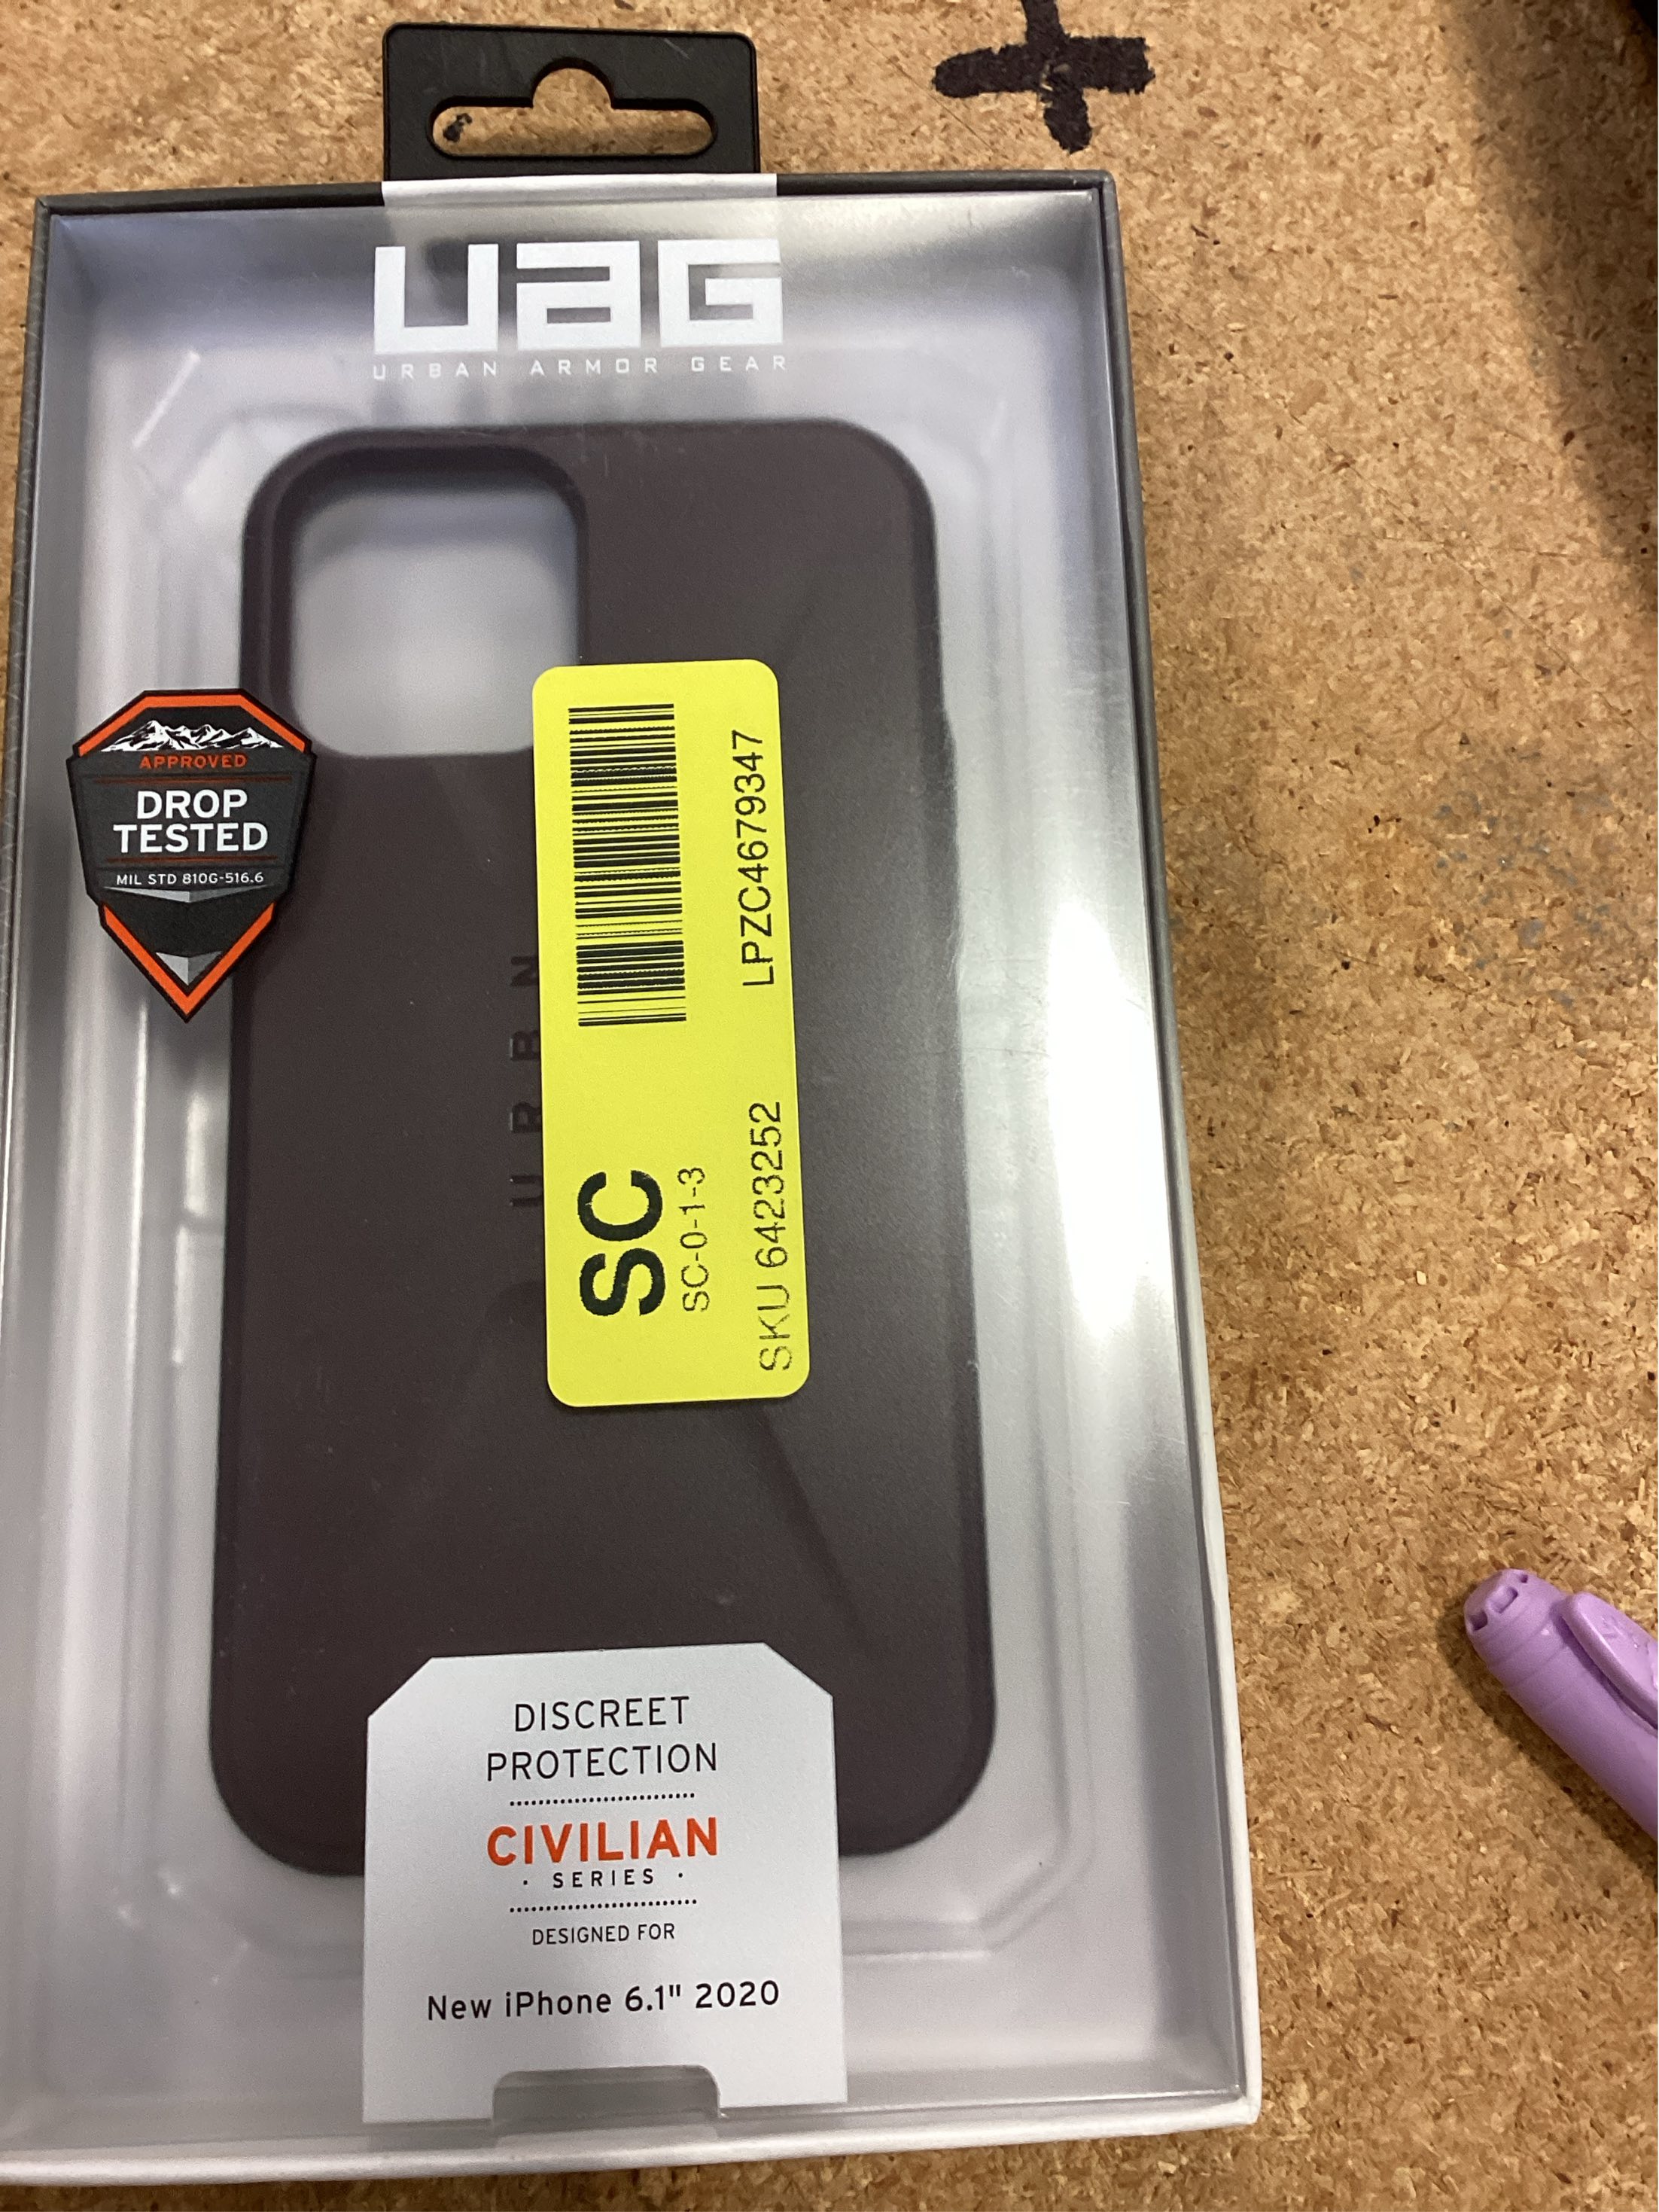 UAG
URBAN ARMOR GEAR
APPROVED
DROP
TESTED
MIL STD 810G-516.6
URBN
LPZC4679347
SC
SC-0-1-3
SKU 6423252
DISCREET
PROTECTION
CIVILIAN
· SERIES ·
DESIGNED FOR
New iPhone 6.1" 2020